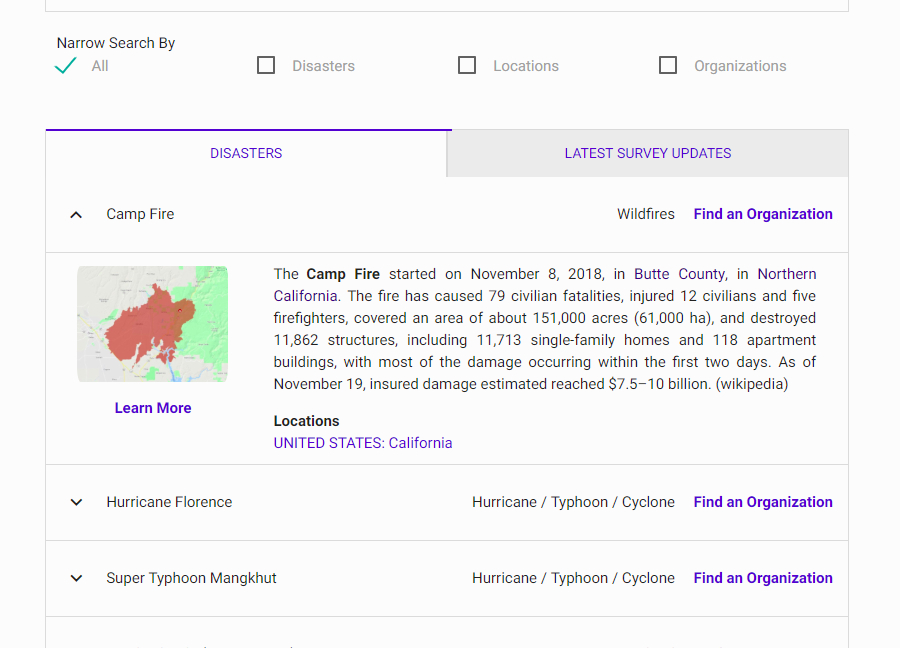 Narrow Search By
All
Disasters
Locations
Organizations
DISASTERS
LATEST SURVEY UPDATES
Camp Fire
Wildfires
Find an Organization
The Camp Fire started on November 8, 2018, in Butte County, in Northern
California. The fire has caused 79 civilian fatalities, injured 12 civilians and five
firefighters, covered an area of about 151,000 acres (61,000 ha), and destroyed
11,862 structures, including 11,713 single-family homes and 118 apartment
buildings, with most of the damage occurring within the first two days. As of
November 19, insured damage estimated reached $7.5–10 billion. (wikipedia)
Learn More
Locations
UNITED STATES: California
Hurricane Florence
Hurricane / Typhoon / Cyclone
Find an Organization
Super Typhoon Mangkhut
Hurricane / Typhoon / Cyclone
Find an Organization